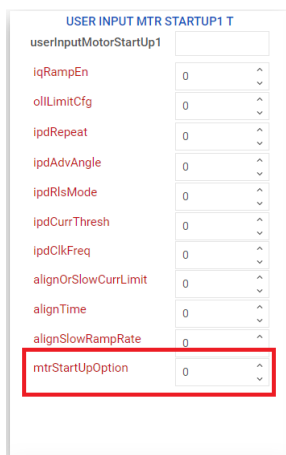 USER INPUT MTR STARTUP1 T
userInputMotorStartUp1
iqRampEn 0
olILimitCfg 0
ipdRepeat 0
ipdAdvAngle 0
ipdRlsMode 0
ipdCurrThresh 0
ipdClkFreq 0
alignOrSlowCurrLimit 0
alignTime 0
alignSlowRampRate 0
mtrStartUpOption 0